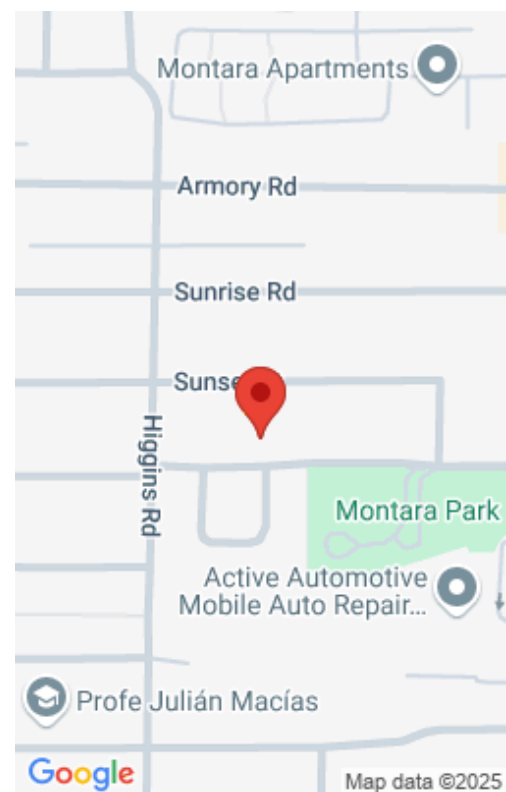 Montara Apartments
Armory Rd
Sunrise Rd
Higgins Rd
Montara Park
Active Automotive
Mobile Auto Repair...
Profe Julián Macías
Google
Map data ©2025